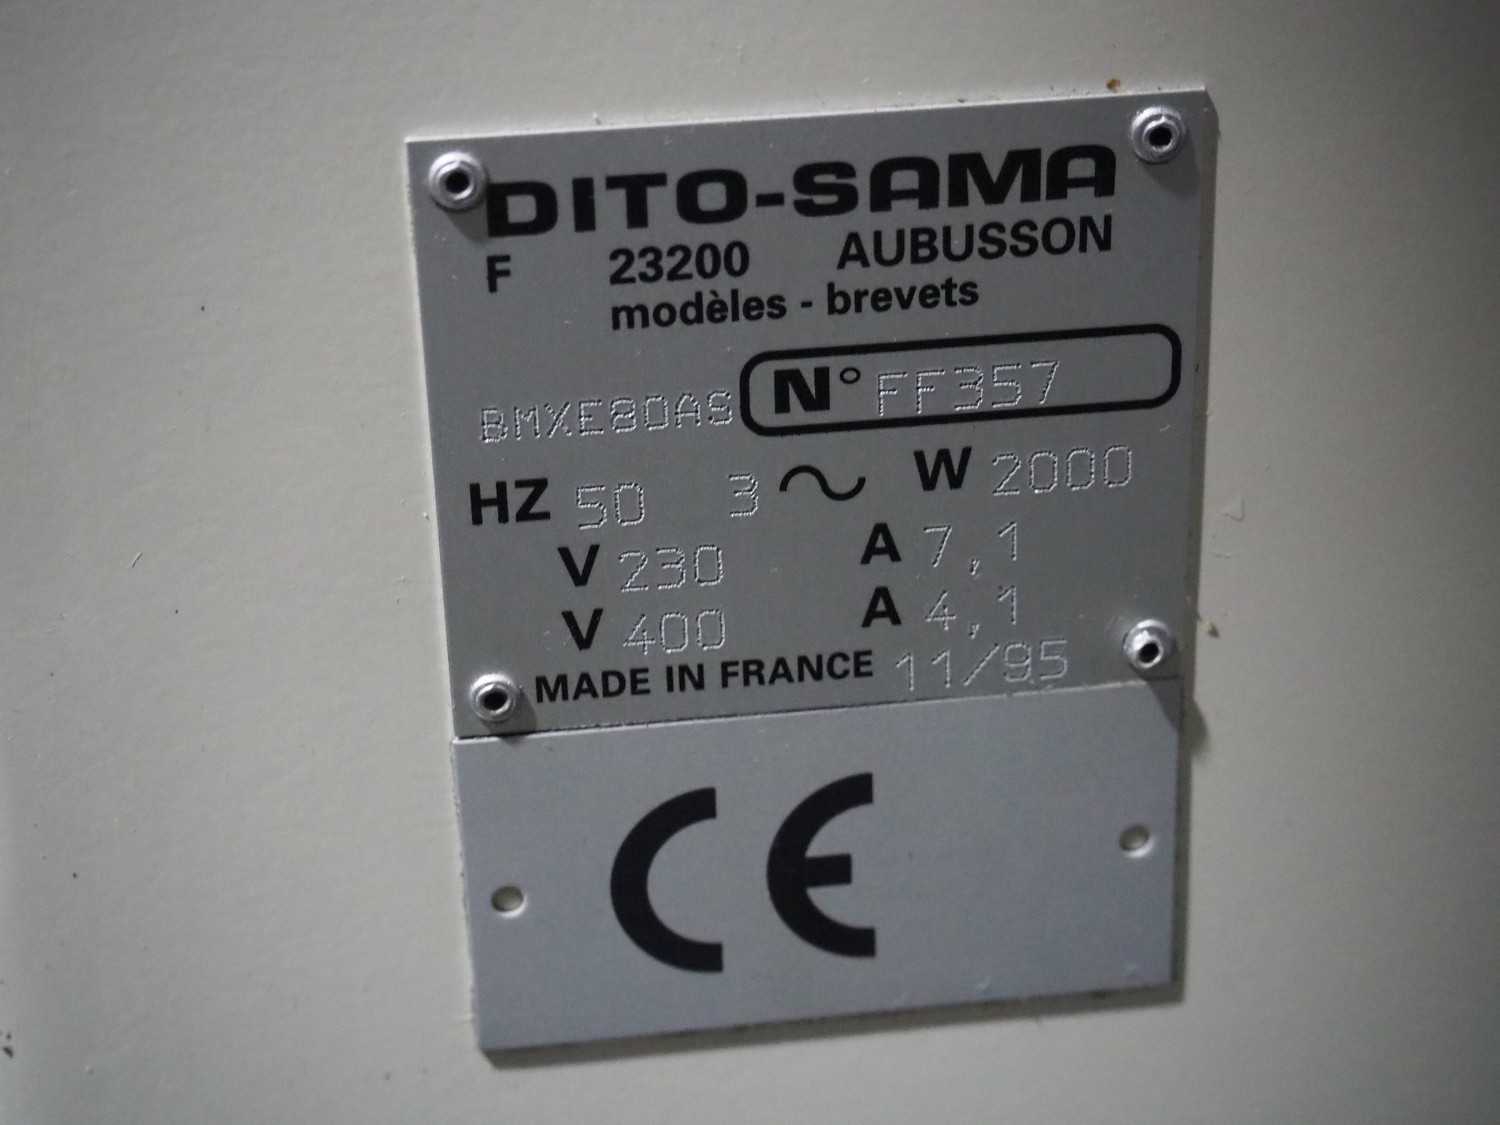 DITO-SAMA
F 23200 AUBUSSON
modèles - brevets
BMXE80AS N° FF357
HZ 50 3 ~ W 2000
V 230 A 7,1
V 400 A 4,1
MADE IN FRANCE 11/95
CE